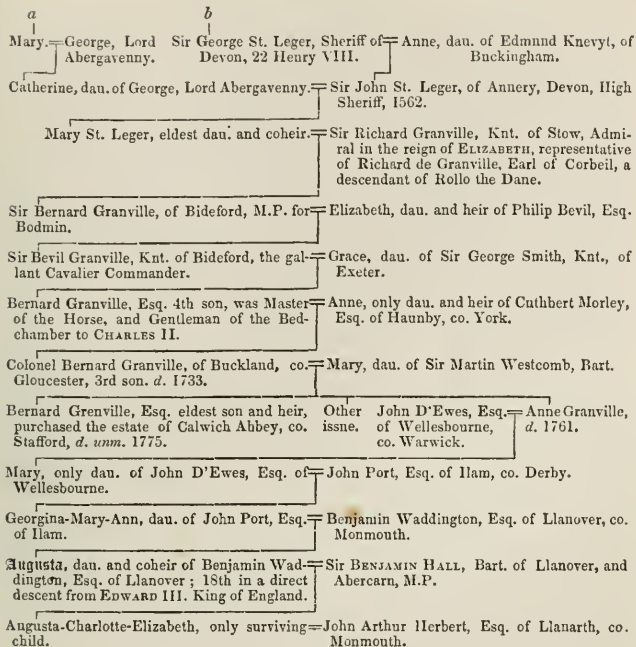 a b
Mary.=George, Lord Abergavenny. Sir George St. Leger, Sheriff of Devon, 22 Henry VIII.=Anne, dau. of Edmund Knevyt, of Buckingham.
Catherine, dau. of George, Lord Abergavenny.=Sir John St. Leger, of Annery, Devon, High
Sheriff, 1562.
Mary St. Leger, eldest dau. and coheir.=Sir Richard Granville, Knt. of Stow, Admi-
ral in the reign of ELIZABETH, representative
of Richard de Granville, Earl of Corbeil, a
descendant of Rollo the Dane.
Sir Bernard Granville, of Bideford, M.P. for
Bodmin.=Elizabeth, dau. and heir of Philip Bevil, Esq.
Sir Bevil Granville, Knt. of Bideford, the gal-
lant Cavalier Commander.=Grace, dau. of Sir George Smith, Knt., of
Exeter.
Bernard Granville, Esq. 4th son, was Master
of the Horse, and Gentleman of the Bed-
chamber to CHARLES II.=Anne, only dau. and heir of Cuthbert Morley,
Esq. of Haunby, co. York.
Colonel Bernard Granville, of Buckland, co.
Gloucester, 3rd son. d. 1733.=Mary, dau. of Sir Martin Westcomb, Bart.
Bernard Grenville, Esq. eldest son and heir,
purchased the estate of Calwich Abbey, co.
Stafford, d. unm. 1775.
Other
issne.
John D'Ewes, Esq.
of Wellesbourne,
co. Warwick.=Anne Granville,
d. 1761.
Mary, only dau. of John D'Ewes, Esq. of
Wellesbourne.=John Port, Esq. of Ilam, co. Derby.
Georgina-Mary-Ann, dau. of John Port, Esq.
of Ilam.=Benjamin Waddington, Esq. of Llanover, co.
Monmouth.
Augusta, dau. and coheir of Benjamin Wad-
dington, Esq. of Llanover; 18th in a direct
descent from EDWARD III. King of England.=Sir BENJAMIN HALL, Bart. of Llanover, and
Abercarn, M.P.
Augusta-Charlotte-Elizabeth, only surviving
child.=John Arthur Herbert, Esq. of Llanarth, co.
Monmouth.